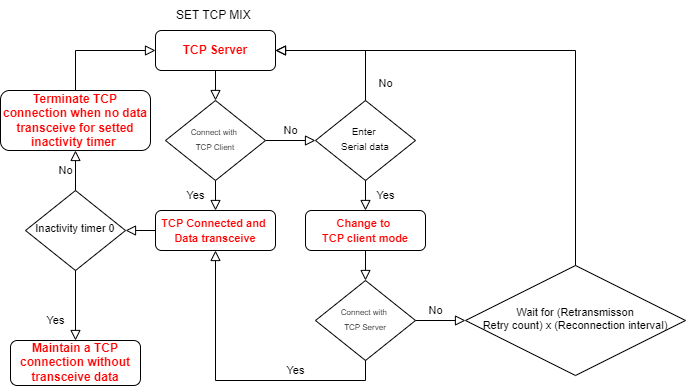 SET TCP MIX
TCP Server
Terminate TCP
connection when no data
transceive for setted
inactivity timer
Connect with
TCP Client
No
Enter
Serial data
No
No
Yes
Yes
Inactivity timer 0
TCP Connected and
Data transceive
Change to
TCP client mode
Yes
Connect with
TCP Server
No
Wait for (Retransmisson
Retry count) x (Reconnection interval)
Maintain a TCP
connection without
transceive data
Yes